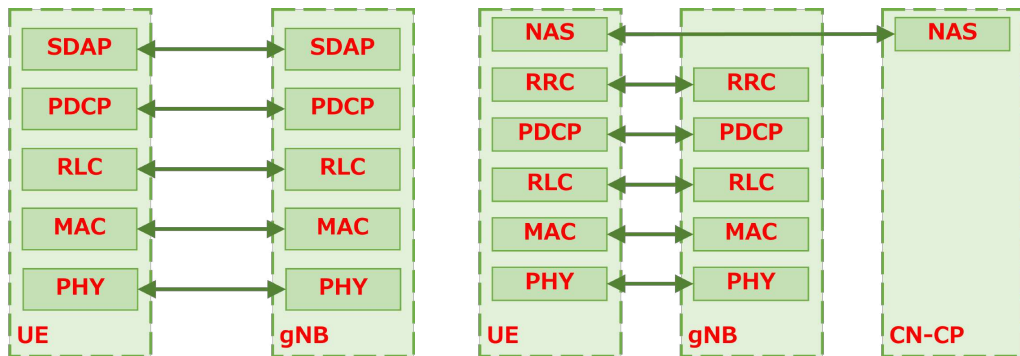 SDAP SDAP
PDCP PDCP
RLC RLC
MAC MAC
PHY PHY
UE gNB
NAS NAS
RRC RRC
PDCP PDCP
RLC RLC
MAC MAC
PHY PHY
UE gNB CN-CP